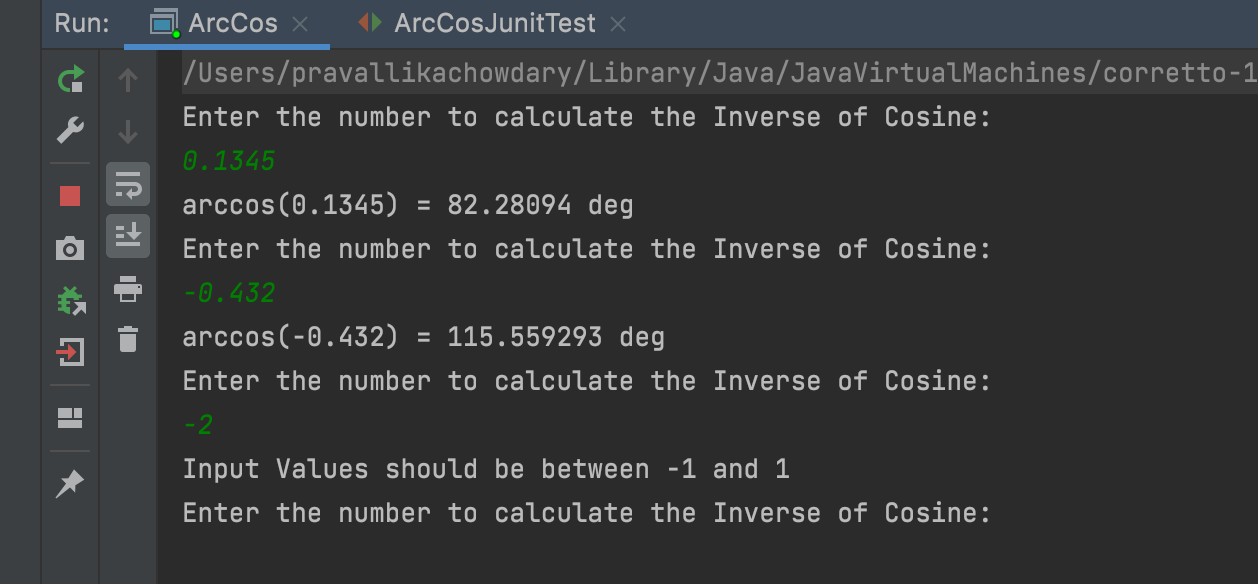 Run: ArcCos ArcCosJunitTest
/Users/pravallikachowdary/Library/Java/JavaVirtualMachines/corretto-1
Enter the number to calculate the Inverse of Cosine:
0.1345
arccos(0.1345) = 82.28094 deg
Enter the number to calculate the Inverse of Cosine:
-0.432
arccos(-0.432) = 115.559293 deg
Enter the number to calculate the Inverse of Cosine:
-2
Input Values should be between -1 and 1
Enter the number to calculate the Inverse of Cosine: